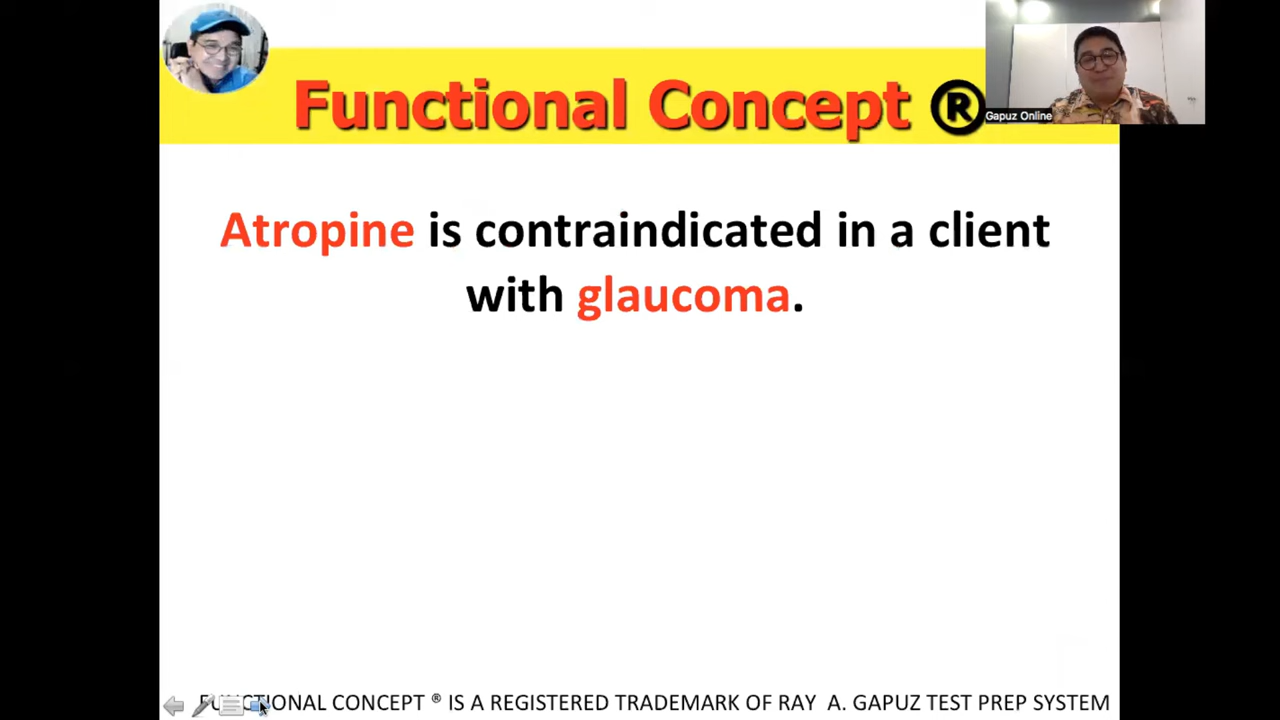 Functional Concept ®
Gapuz Online
Atropine is contraindicated in a client
with glaucoma.
FUNCTIONAL CONCEPT ® IS A REGISTERED TRADEMARK OF RAY A. GAPUZ TEST PREP SYSTEM